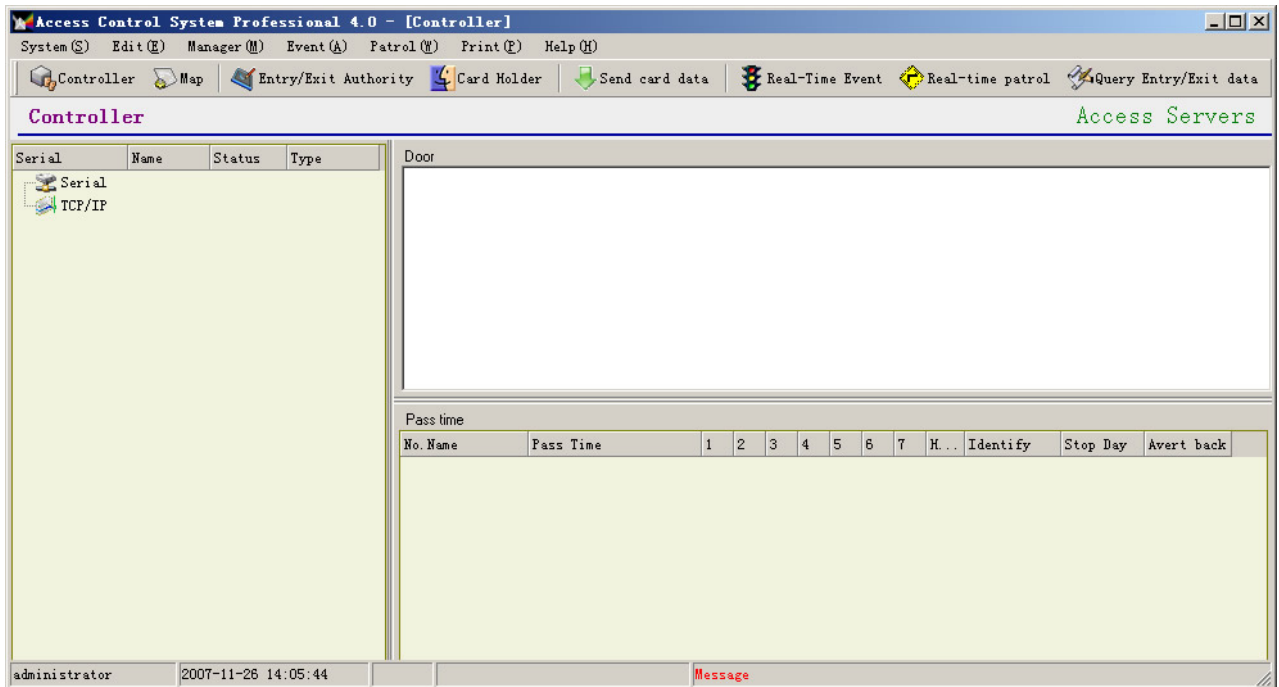 Access Control System Professional 4.0 - [Controller]
System(S) Edit(E) Manager(M) Event(A) Patrol(W) Print(P) Help(H)
Controller Map Entry/Exit Authority Card Holder Send card data Real-Time Event Real-time patrol Query Entry/Exit data
Controller Access Servers
Serial Name Status Type
Serial
TCP/IP
Door
Pass time
No. Name Pass Time 1 2 3 4 5 6 7 H... Identify Stop Day Avert back
administrator 2007-11-26 14:05:44 Message